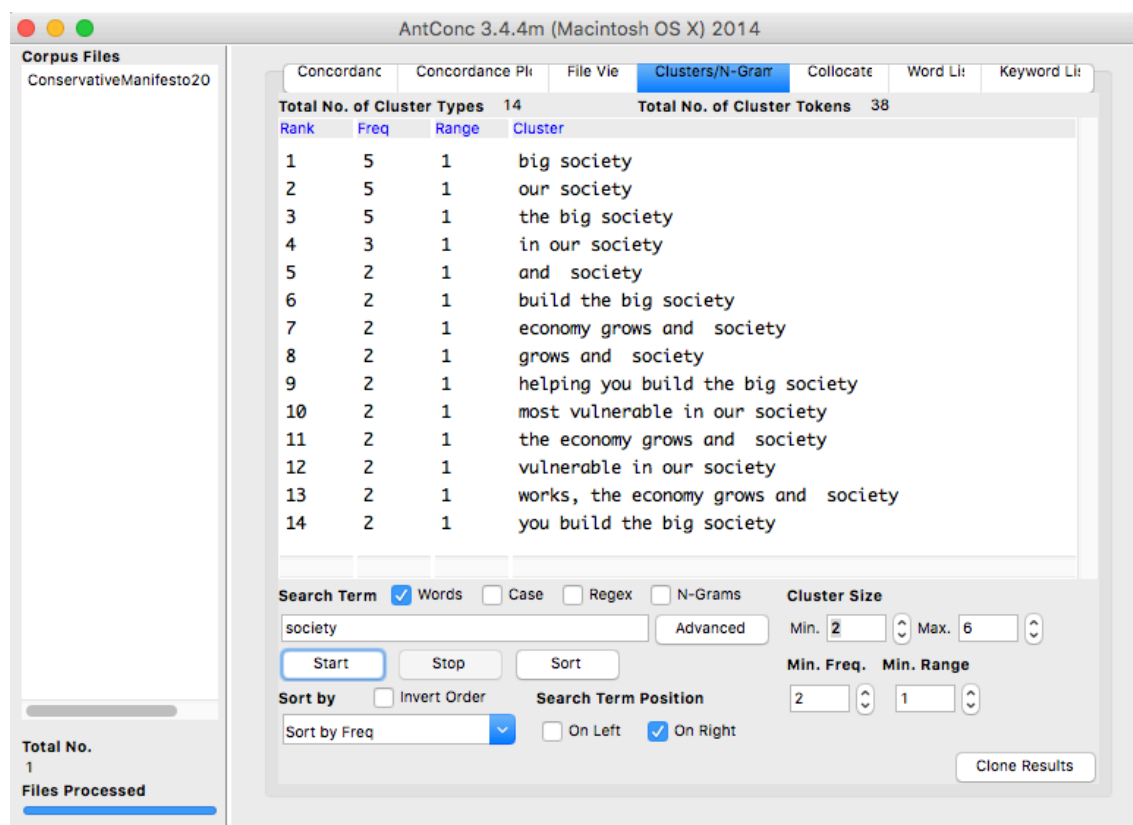 AntConc 3.4.4m (Macintosh OS X) 2014
Corpus Files
ConservativeManifesto20
Concordanc Concordance Plo File Vie Clusters/N-Gram Collocate Word Lis Keyword Lis
Total No. of Cluster Types 14 Total No. of Cluster Tokens 38
Rank Freq Range Cluster
1 5 1 big society
2 5 1 our society
3 5 1 the big society
4 3 1 in our society
5 2 1 and society
6 2 1 build the big society
7 2 1 economy grows and society
8 2 1 grows and society
9 2 1 helping you build the big society
10 2 1 most vulnerable in our society
11 2 1 the economy grows and society
12 2 1 vulnerable in our society
13 2 1 works, the economy grows and society
14 2 1 you build the big society
Search Term Words Case Regex N-Grams Cluster Size
society Advanced Min. 2 Max. 6
Start Stop Sort Min. Freq. Min. Range
Sort by Invert Order Search Term Position 2 1
Sort by Freq On Left On Right
Total No.
1
Files Processed
Clone Results